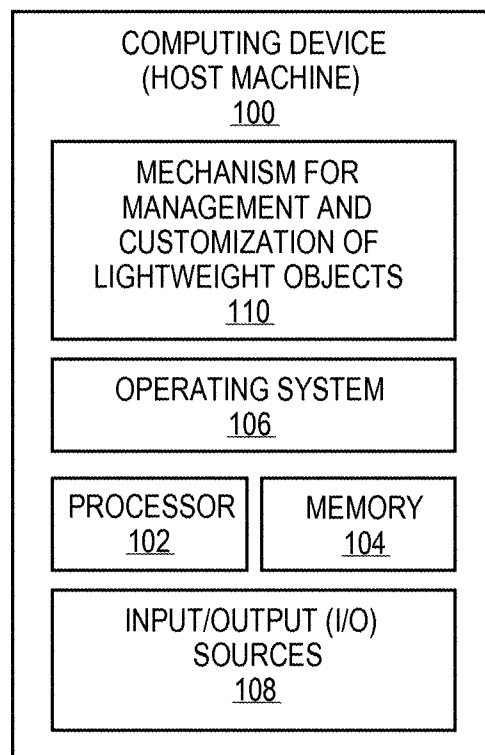 COMPUTING DEVICE
(HOST MACHINE)
100
MECHANISM FOR
MANAGEMENT AND
CUSTOMIZATION OF
LIGHTWEIGHT OBJECTS
110
OPERATING SYSTEM
106
PROCESSOR
102
MEMORY
104
INPUT/OUTPUT (I/O)
SOURCES
108